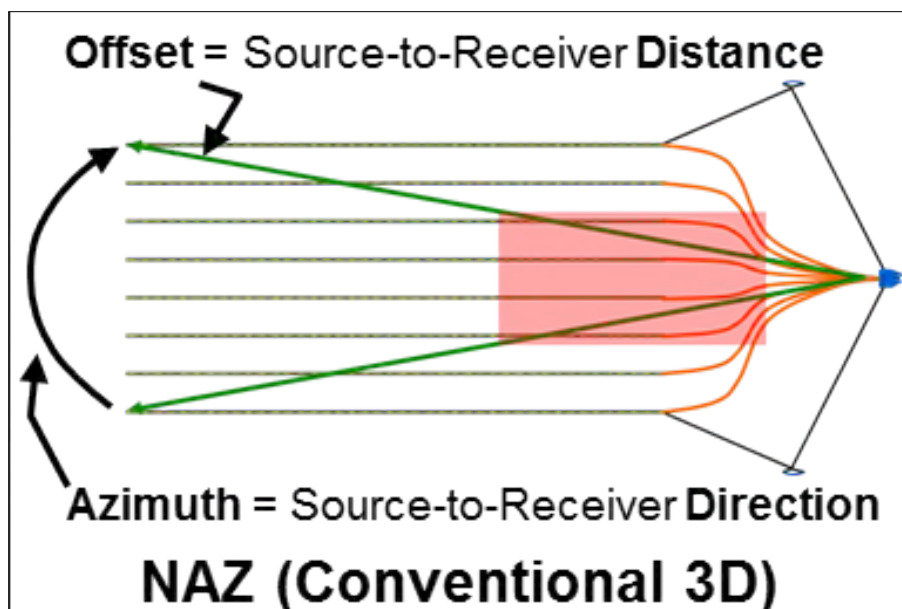 Offset = Source-to-Receiver Distance
Azimuth = Source-to-Receiver Direction
NAZ (Conventional 3D)